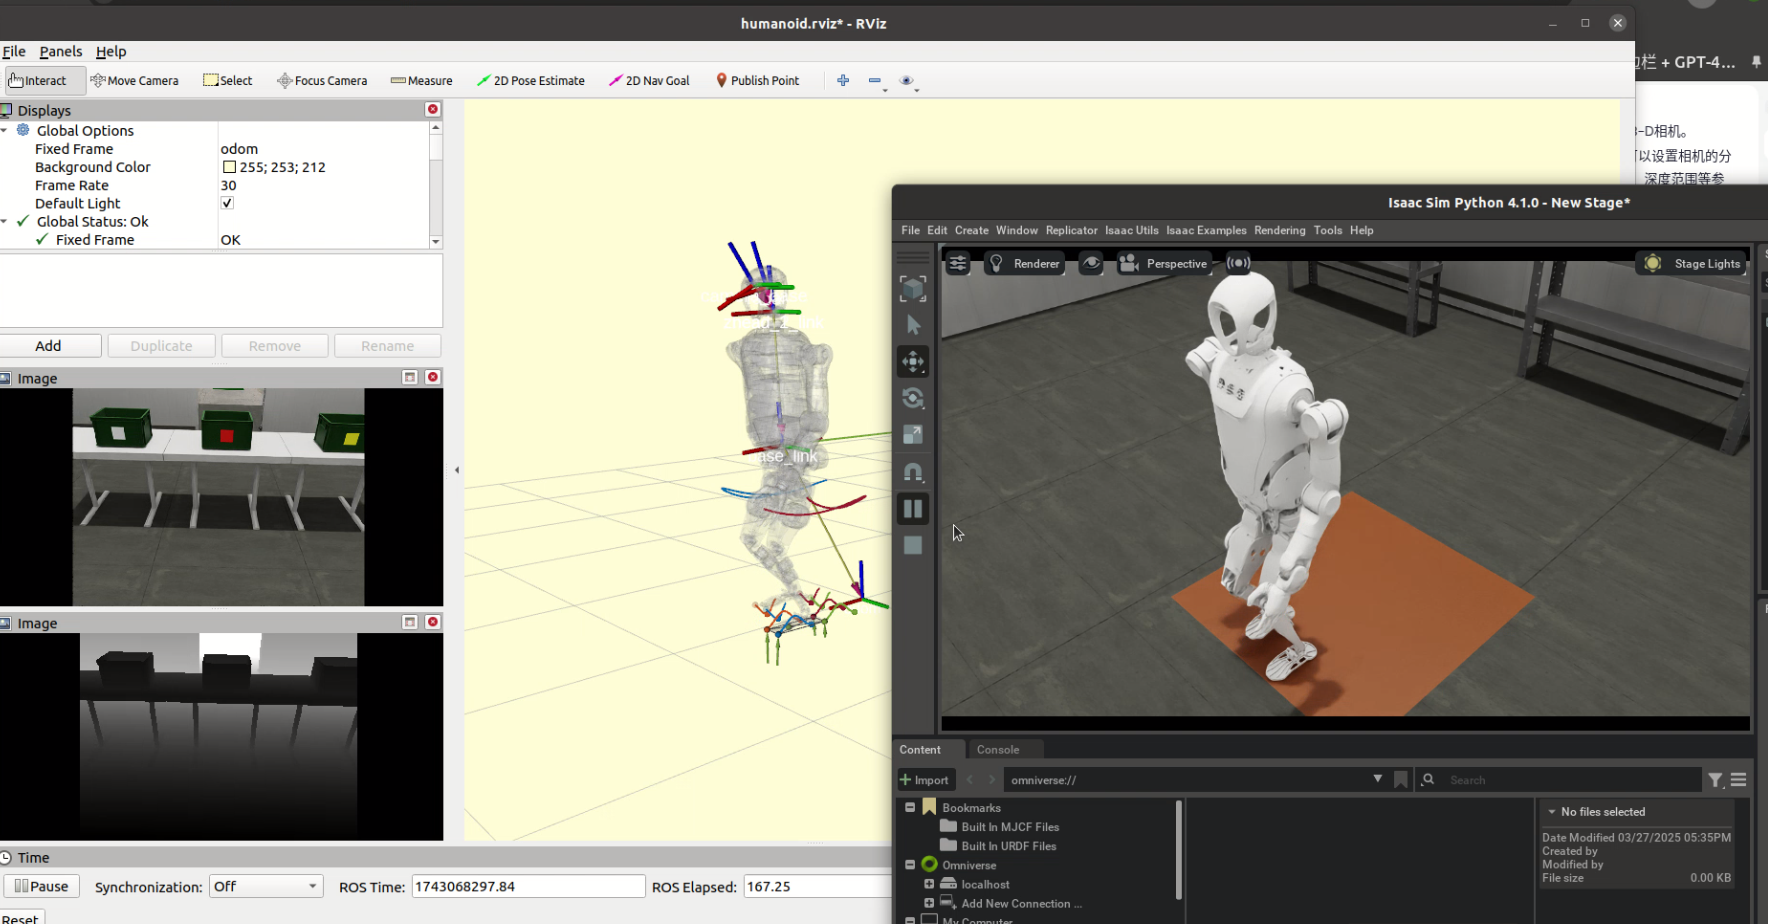 humanoid.rviz* - RViz
File Panels Help
Interact Move Camera Select Focus Camera Measure 2D Pose Estimate 2D Nav Goal Publish Point
边栏 + GPT-4...
Displays
Global Options
Fixed Frame odom
Background Color 255; 253; 212
Frame Rate 30
Default Light
Global Status: Ok
Fixed Frame OK
-D相机。
可以设置相机的分
深度范围等参
Add Duplicate Remove Rename
Image
Image
base_link
Time
Pause Synchronization: Off ROS Time: 1743068297.84 ROS Elapsed: 167.25
Reset
Isaac Sim Python 4.1.0 - New Stage*
File Edit Create Window Replicator Isaac Utils Isaac Examples Rendering Tools Help
Renderer Perspective Stage Lights
Content Console
Import omniverse:// Search
Bookmarks
Built In MJCF Files
Built In URDF Files
Omniverse
localhost
Add New Connection ...
My Computer
No files selected
Date Modified 03/27/2025 05:35PM
Created by
Modified by
File size 0.00 KB